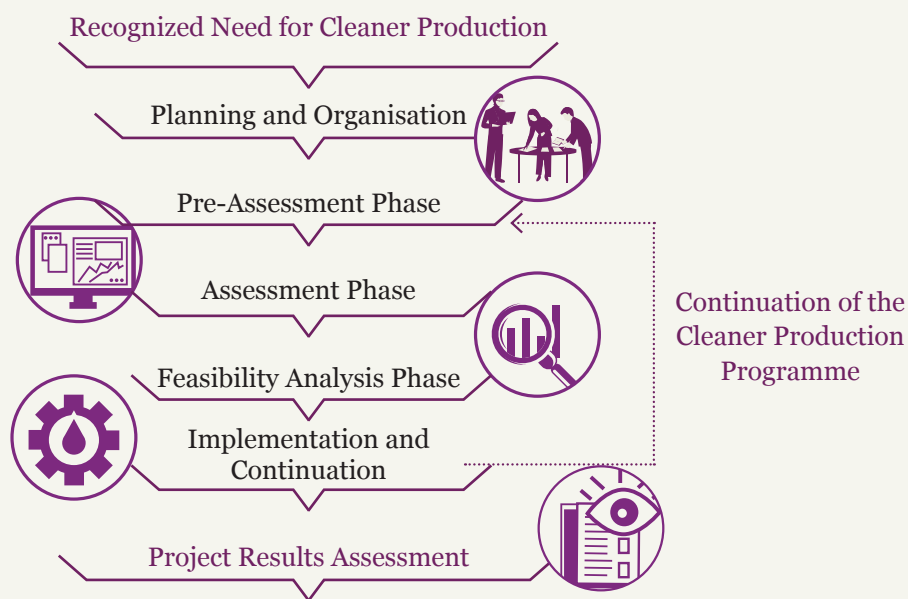 Recognized Need for Cleaner Production
Planning and Organisation
Pre-Assessment Phase
Assessment Phase
Feasibility Analysis Phase
Implementation and
Continuation
Project Results Assessment
Continuation of the
Cleaner Production
Programme